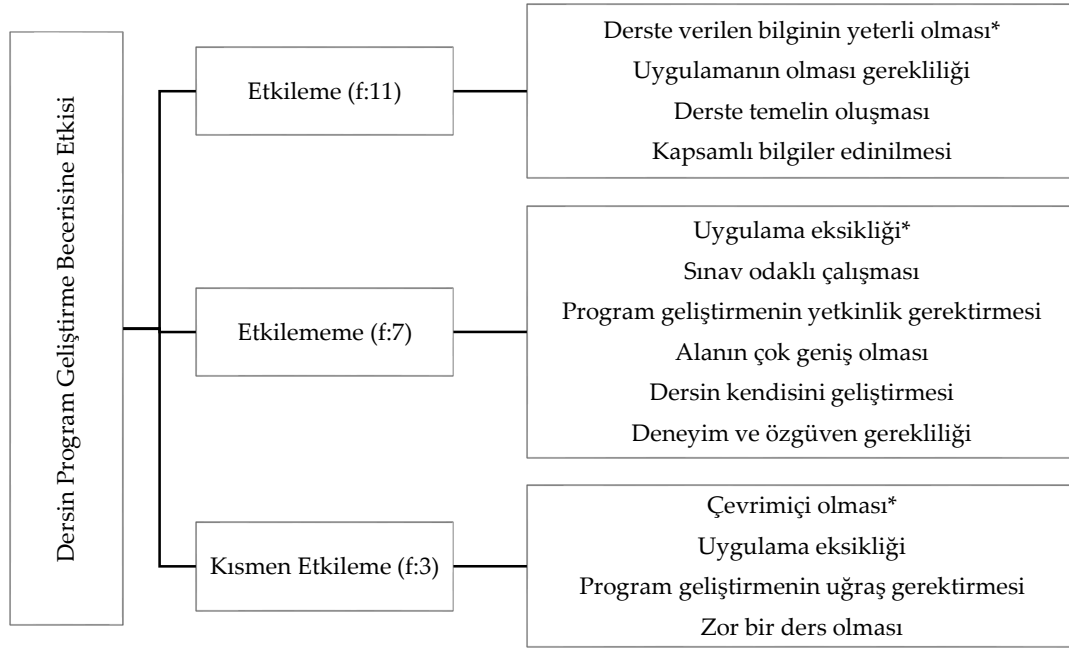 Dersin Program Geliştirme Becerisine Etkisi
Etkileme (f:11)
Derste verilen bilginin yeterli olması*
Uygulamanın olması gerekliliği
Derste temelin oluşması
Kapsamlı bilgiler edinilmesi
Etkilememe (f:7)
Uygulama eksikliği*
Sınav odaklı çalışması
Program geliştirmenin yetkinlik gerektirmesi
Alanın çok geniş olması
Dersin kendisini geliştirmesi
Deneyim ve özgüven gerekliliği
Kısmen Etkileme (f:3)
Çevrimiçi olması*
Uygulama eksikliği
Program geliştirmenin uğraş gerektirmesi
Zor bir ders olması